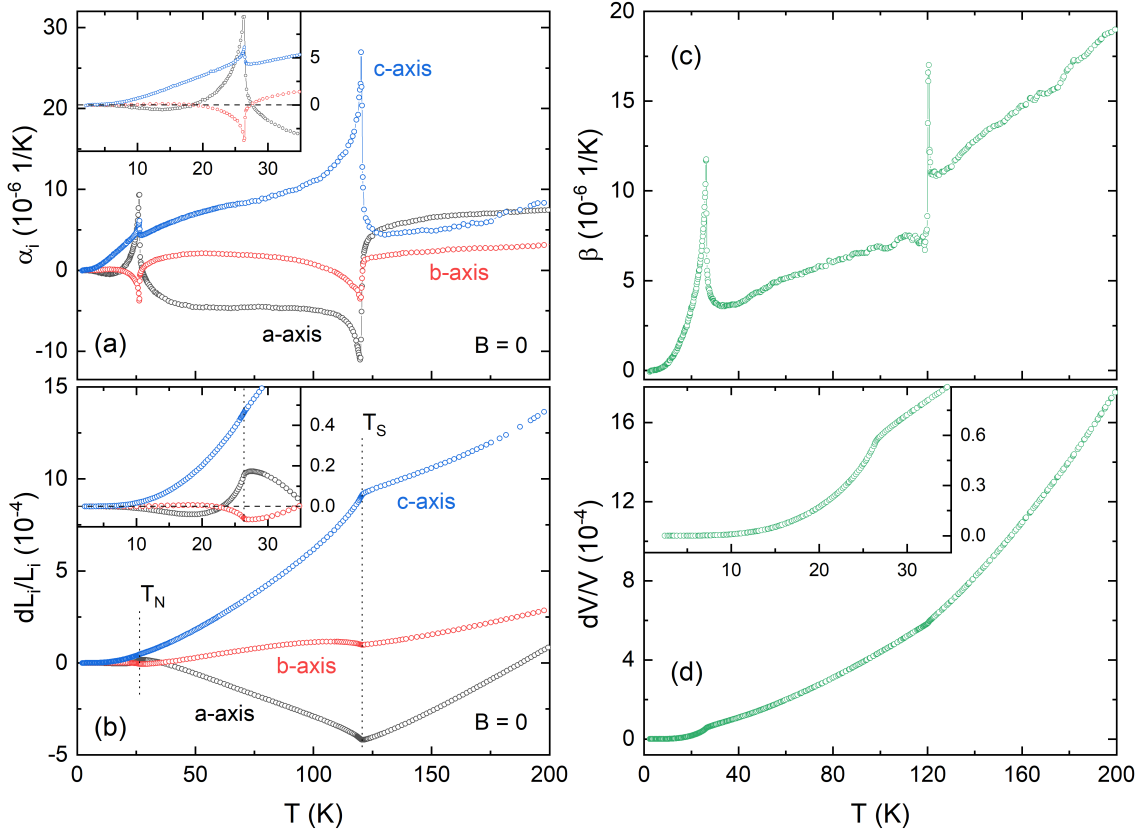 30
20
10
0
-10
α_i (10⁻⁶ 1/K)
5
0
10 20 30
c-axis
b-axis
a-axis
(a)
B = 0
15
10
5
0
-5
dL_i/L_i (10⁻⁴)
0.4
0.2
0.0
10 20 30
T_S
T_N
c-axis
b-axis
a-axis
(b)
B = 0
0 25 50 75 100 125 150 175 200
T (K)
20
15
10
5
0
β (10⁻⁶ 1/K)
(c)
16
12
8
4
0
dV/V (10⁻⁴)
0.6
0.3
0.0
10 20 30
(d)
0 40 80 120 160 200
T (K)